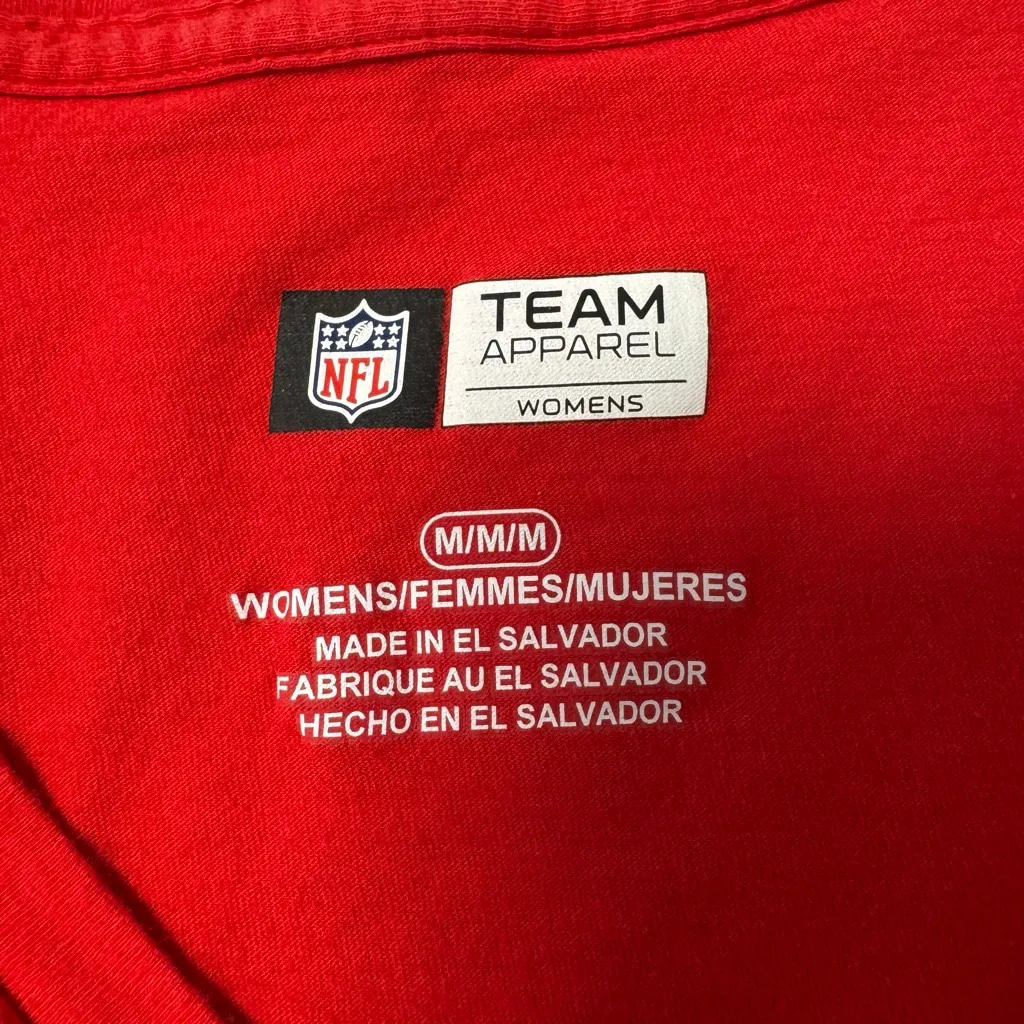 NFL
TEAM
APPAREL
WOMENS
M/M/M
WOMENS/FEMMES/MUJERES
MADE IN EL SALVADOR
FABRIQUE AU EL SALVADOR
HECHO EN EL SALVADOR